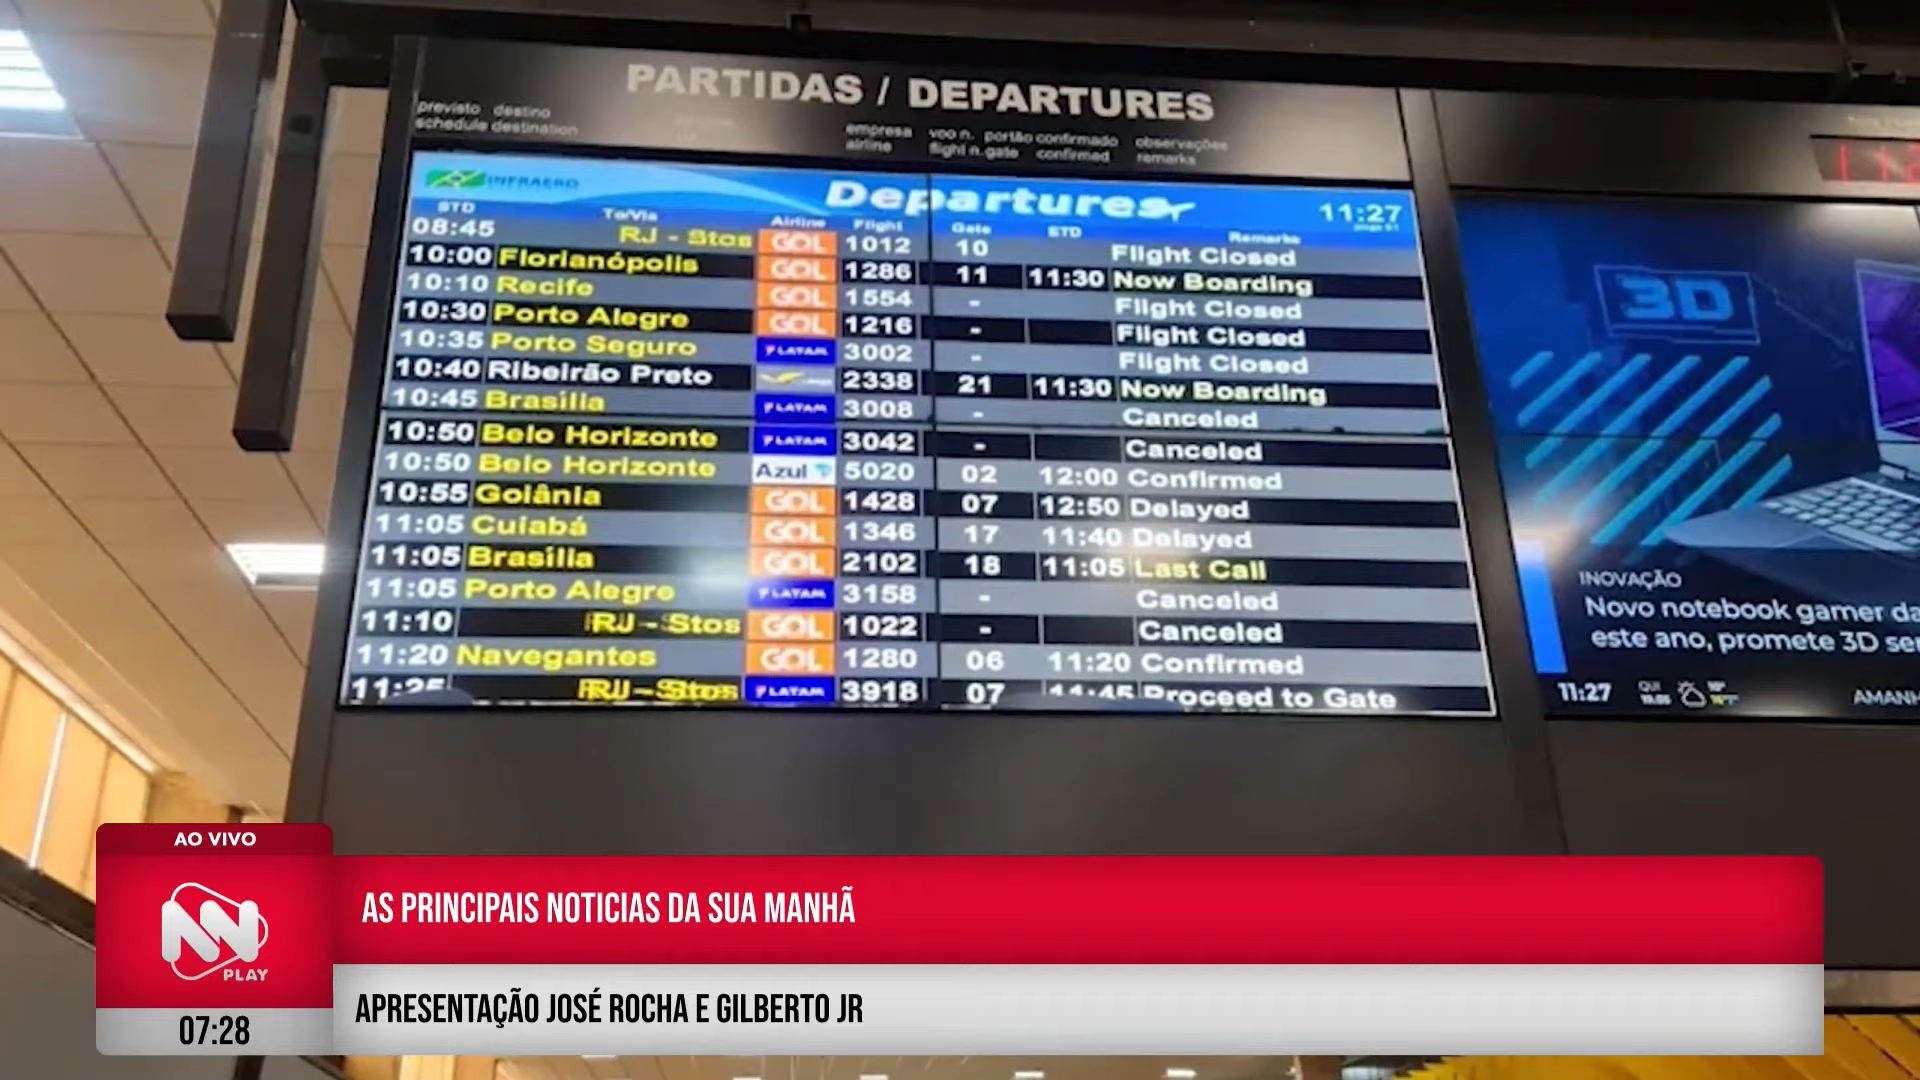 PARTIDAS / DEPARTURES
previsto destino
schedule destination
empresa voo n. portão confirmado observações
airline flight n. gate confirmed remarks
INFRAERO Departures 11:27
STD To/Via Airline Flight Gate ETD Remarks
08:45 RJ - Stos GOL 1012 10 Flight Closed
10:00 Florianópolis GOL 1286 11 11:30 Now Boarding
10:10 Recife GOL 1554 - Flight Closed
10:30 Porto Alegre GOL 1216 - Flight Closed
10:35 Porto Seguro LATAM 3002 - Flight Closed
10:40 Ribeirão Preto 2338 21 11:30 Now Boarding
10:45 Brasília LATAM 3008 - Canceled
10:50 Belo Horizonte LATAM 3042 - Canceled
10:50 Belo Horizonte Azul 5020 02 12:00 Confirmed
10:55 Goiânia GOL 1428 07 12:50 Delayed
11:05 Cuiabá GOL 1346 17 11:40 Delayed
11:05 Brasília GOL 2102 18 11:05 Last Call
11:05 Porto Alegre LATAM 3158 - Canceled
11:10 RJ - Stos GOL 1022 - Canceled
11:20 Navegantes GOL 1280 06 11:20 Confirmed
11:25 RJ - Stos LATAM 3918 07 11:45 Proceed to Gate
3D
INOVAÇÃO
Novo notebook gamer da
este ano, promete 3D
11:27 QUI
AO VIVO
NN
PLAY
07:28
AS PRINCIPAIS NOTICIAS DA SUA MANHÃ
APRESENTAÇÃO JOSÉ ROCHA E GILBERTO JR